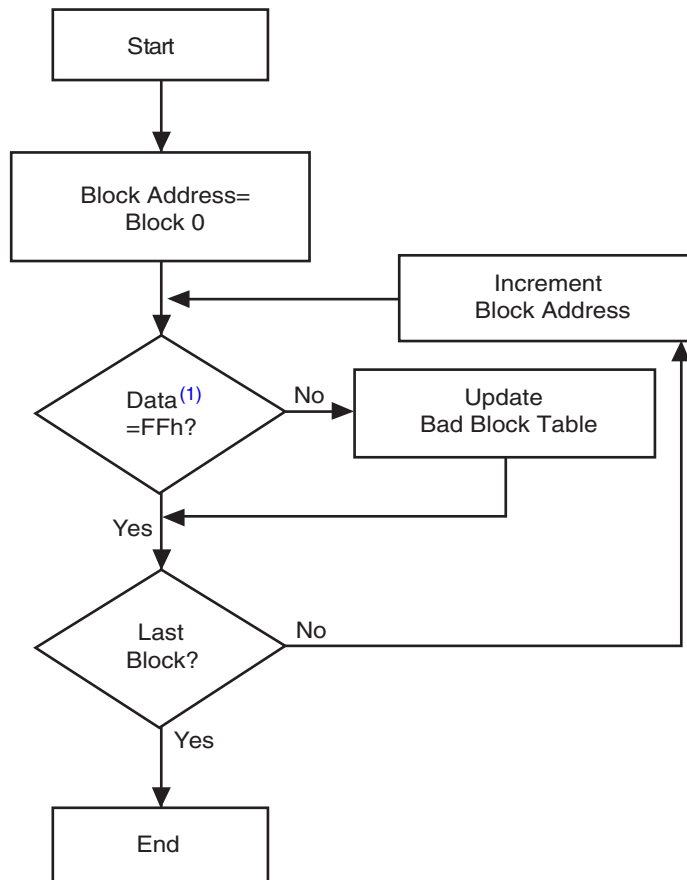 Start
Block Address=
Block 0
Increment
Block Address
Data(1)
=FFh?
No
Update
Bad Block Table
Yes
Last
Block?
No
Yes
End